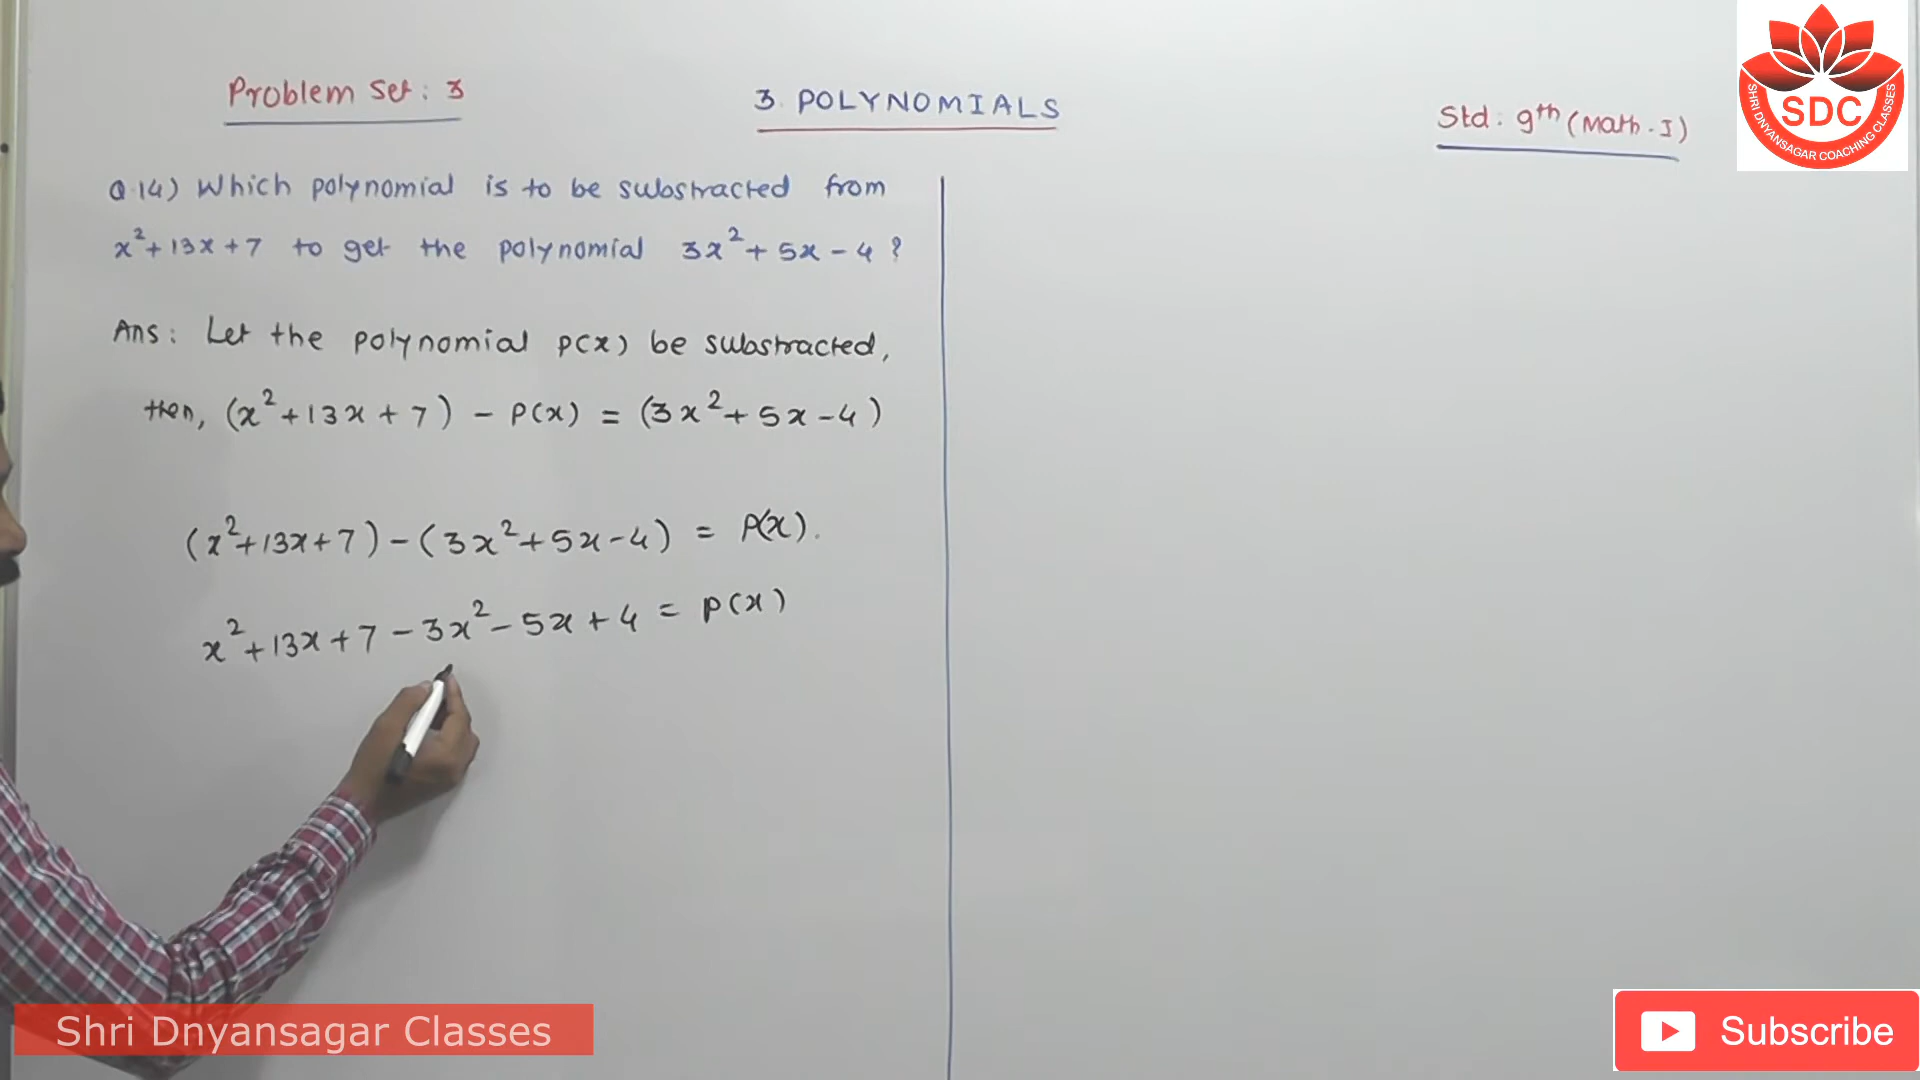 Problem Set : 3
3. POLYNOMIALS
Std : 9th (Math - I)
SDC
SHRI DNYANSAGAR COACHING CLASSES
Q.14) Which polynomial is to be substracted from
x² + 13x + 7 to get the polynomial 3x² + 5x - 4 ?
Ans : Let the polynomial p(x) be substracted,
then, (x² + 13x + 7) - P(x) = (3x² + 5x - 4)
(x² + 13x + 7) - (3x² + 5x - 4) = P(x).
x² + 13x + 7 - 3x² - 5x + 4 = p(x)
Shri Dnyansagar Classes
Subscribe